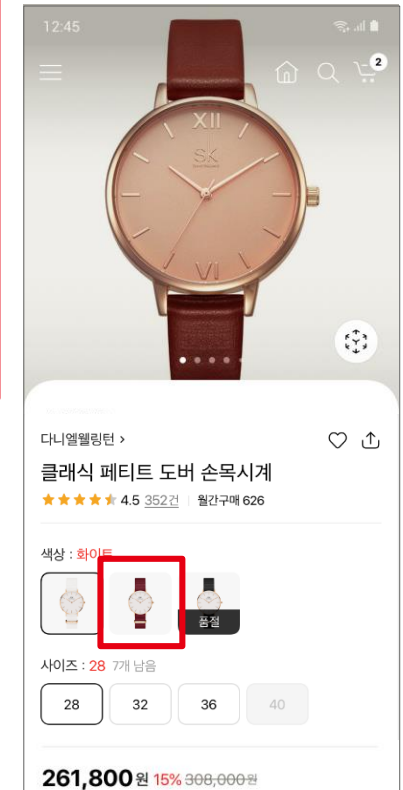 12:45
2
XII
SK
VI
다니엘웰링턴 >
클래식 페티트 도버 손목시계
4.5 352건 | 월간구매 626
색상 : 화이트
품절
사이즈 : 28 7개 남음
28 32 36 40
261,800원 15% 308,000원